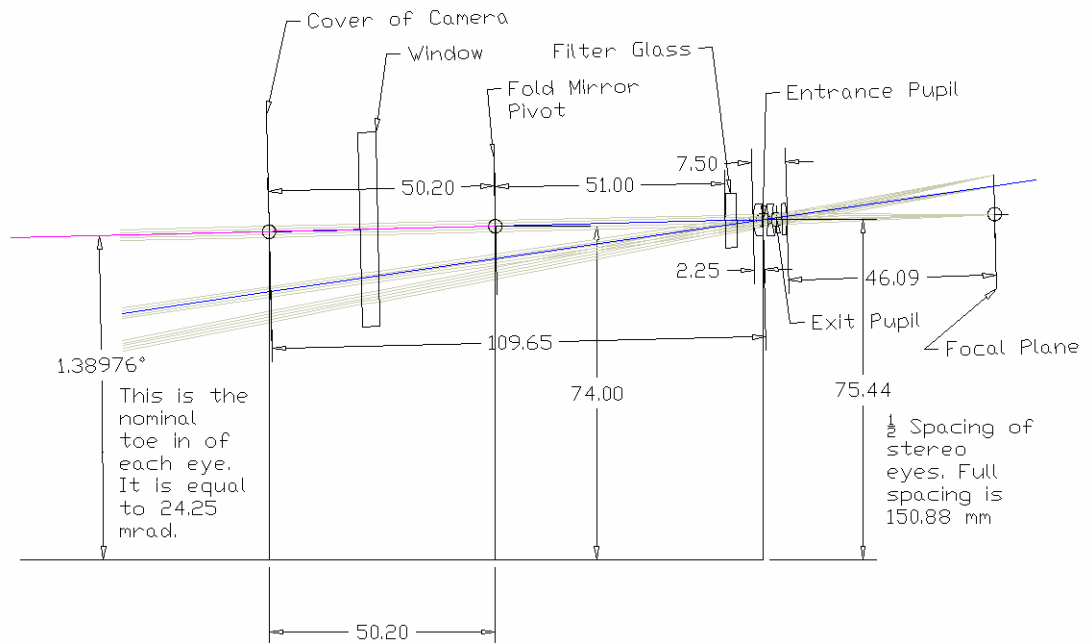 Cover of Camera
Window
Filter Glass
Fold Mirror
Pivot
Entrance Pupil
7.50
50.20
51.00
2.25
46.09
Exit Pupil
109.65
Focal Plane
1.38976°
74.00
75.44
This is the
nominal
toe in of
each eye.
It is equal
to 24.25
mrad.
½ Spacing of
stereo
eyes. Full
spacing is
150.88 mm
50.20